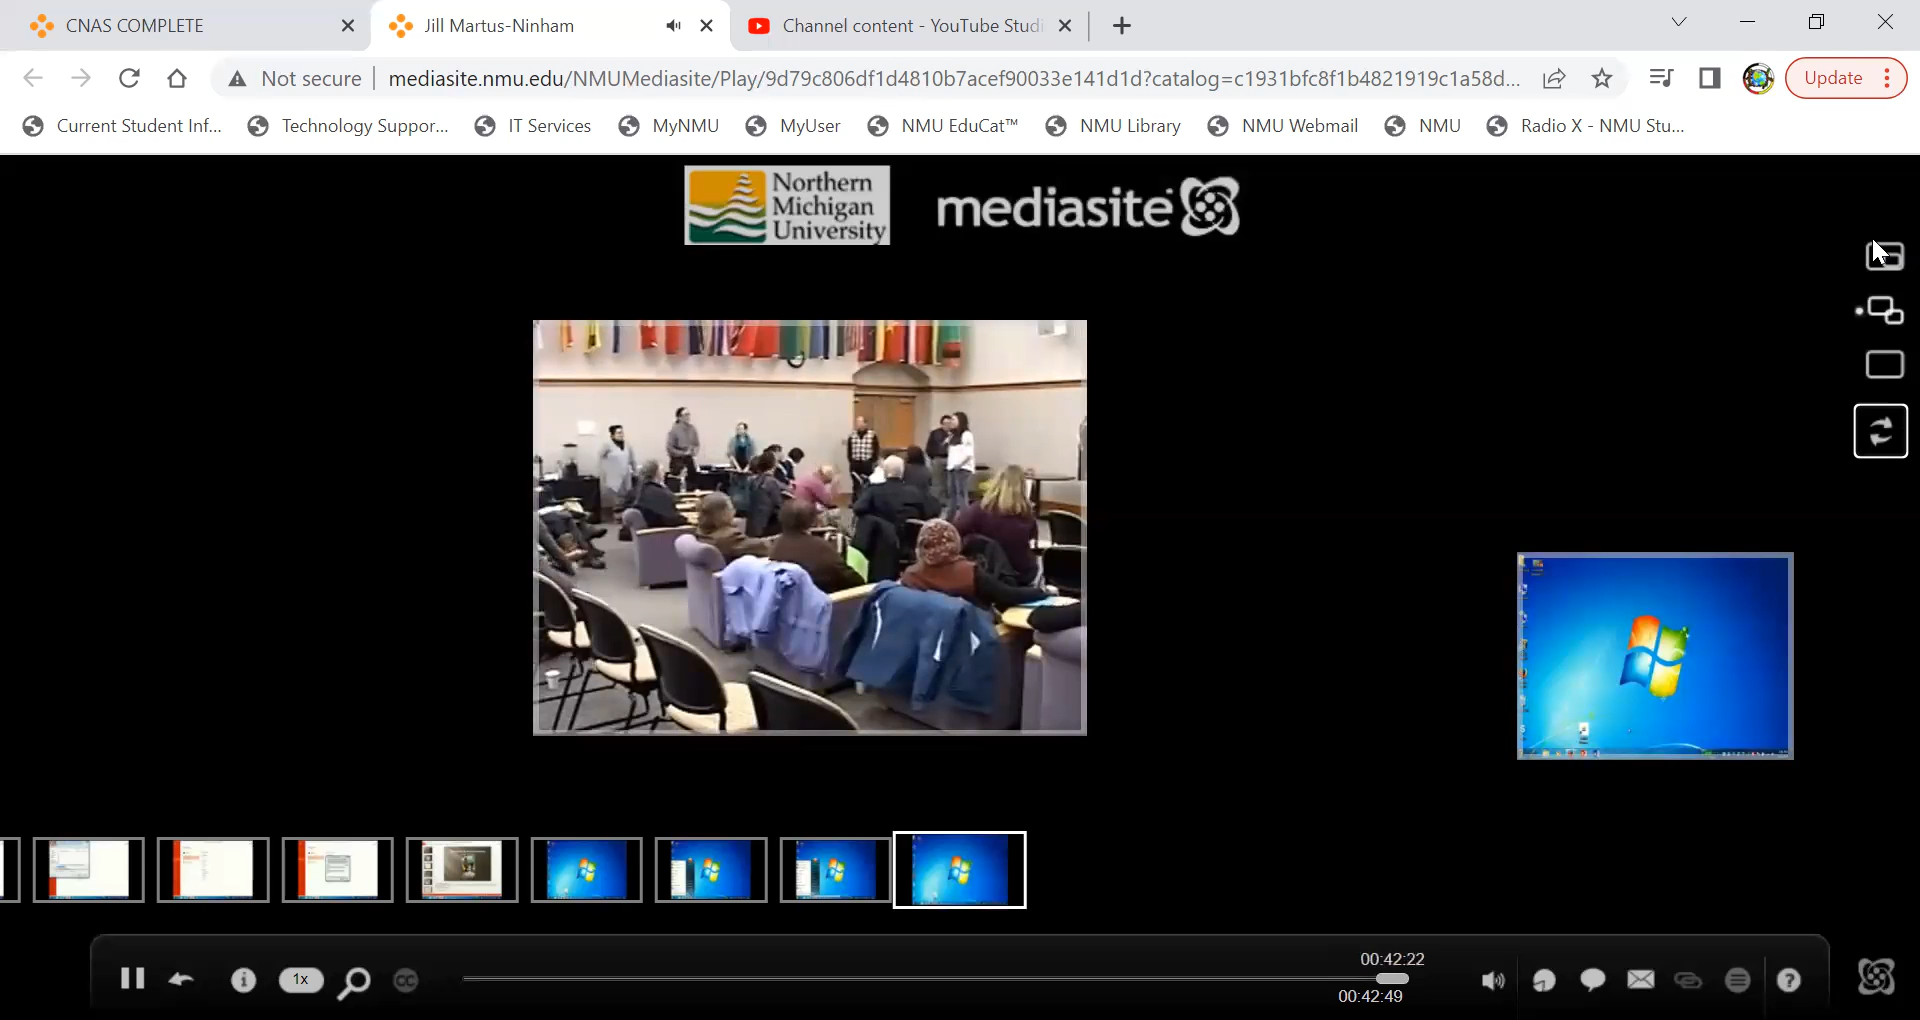 CNAS COMPLETE
Jill Martus-Ninham
Channel content - YouTube Studi
Not secure
mediasite.nmu.edu/NMUMediasite/Play/9d79c806df1d4810b7acef90033e141d1d?catalog=c1931bfc8f1b4821919c1a58d...
Update
Current Student Inf...
Technology Suppor...
IT Services
MyNMU
MyUser
NMU EduCat™
NMU Library
NMU Webmail
NMU
Radio X - NMU Stu...
Northern
Michigan
University
mediasite
00:42:22
1x
CC
00:42:49